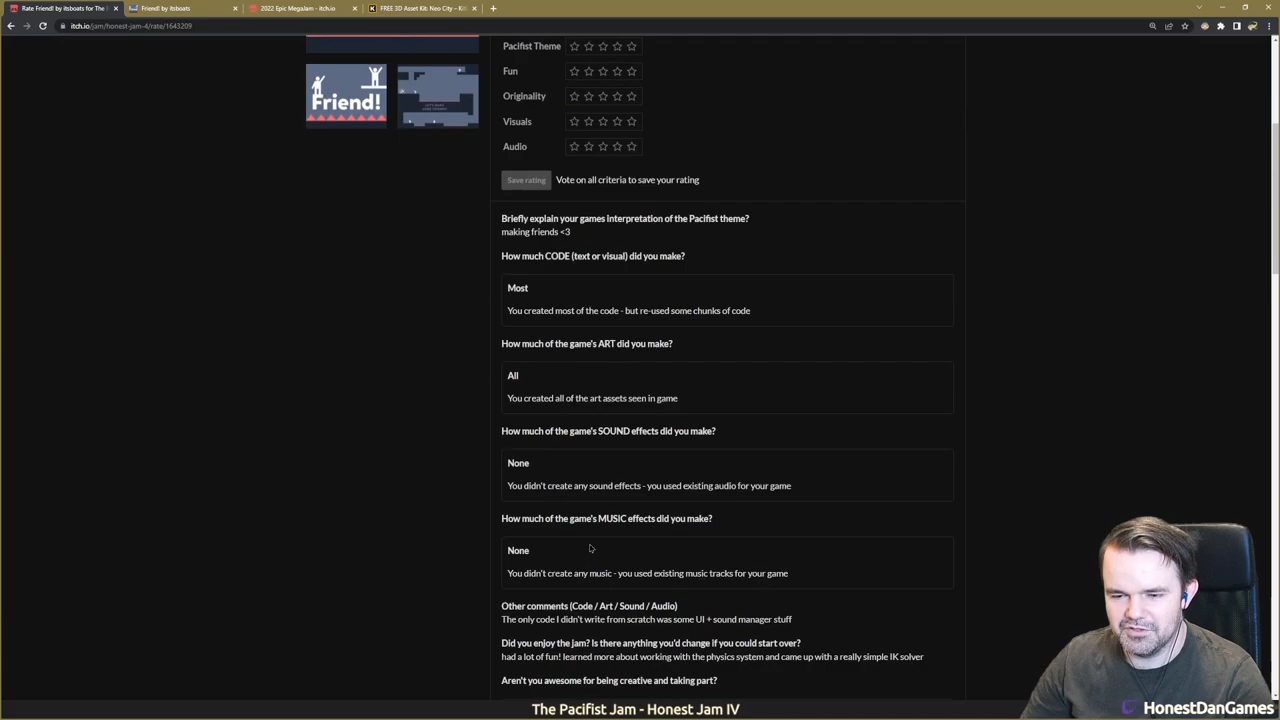 Rate Friend! by itsboats for The
Friend! by itsboats
2022 Epic MegaJam - itch.io
FREE 3D Asset Kit: Neo City – Kit
itch.io/jam/honest-jam-4/rate/1643209
Friend!
Pacifist Theme
Fun
Originality
Visuals
Audio
Save rating Vote on all criteria to save your rating
Briefly explain your games interpretation of the Pacifist theme?
making friends <3
How much CODE (text or visual) did you make?
Most
You created most of the code - but re-used some chunks of code
How much of the game's ART did you make?
All
You created all of the art assets seen in game
How much of the game's SOUND effects did you make?
None
You didn't create any sound effects - you used existing audio for your game
How much of the game's MUSIC effects did you make?
None
You didn't create any music - you used existing music tracks for your game
Other comments (Code / Art / Sound / Audio)
The only code I didn't write from scratch was some UI + sound manager stuff
Did you enjoy the jam? Is there anything you'd change if you could start over?
had a lot of fun! learned more about working with the physics system and came up with a really simple IK solver
Aren't you awesome for being creative and taking part?
The Pacifist Jam - Honest Jam IV
HonestDanGames